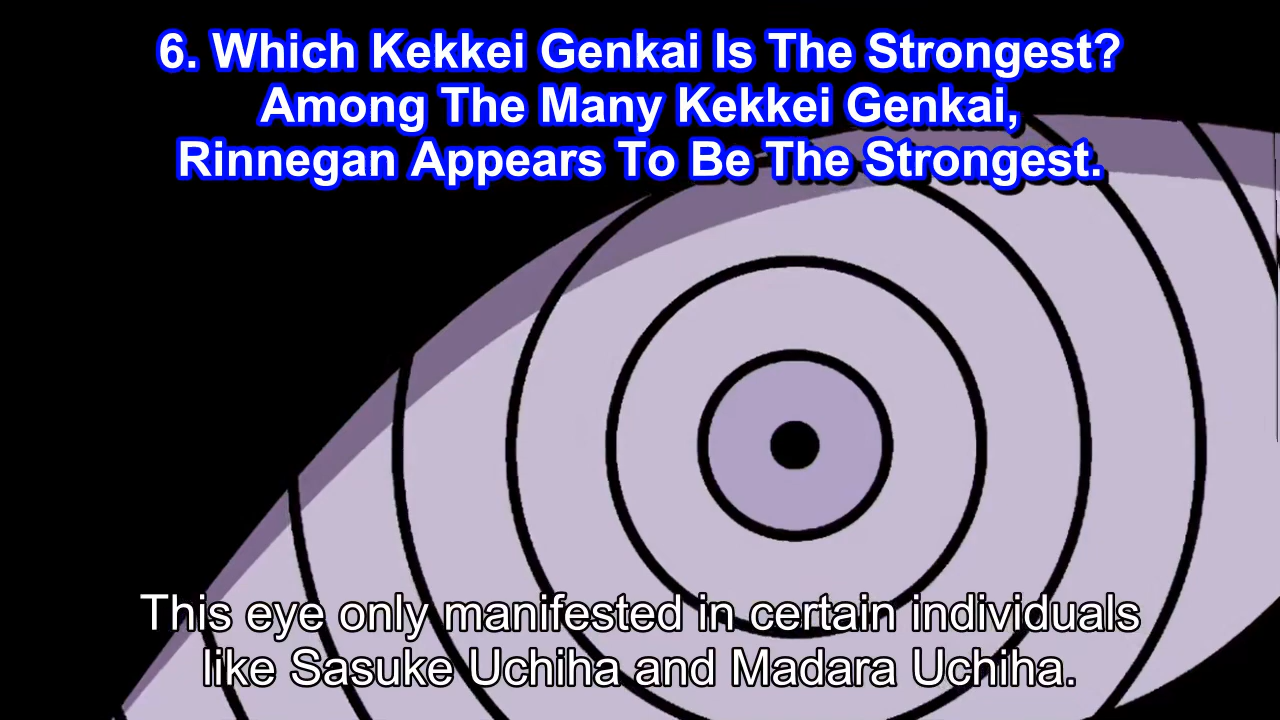 6. Which Kekkei Genkai Is The Strongest?
Among The Many Kekkei Genkai,
Rinnegan Appears To Be The Strongest.
This eye only manifested in certain individuals
like Sasuke Uchiha and Madara Uchiha.